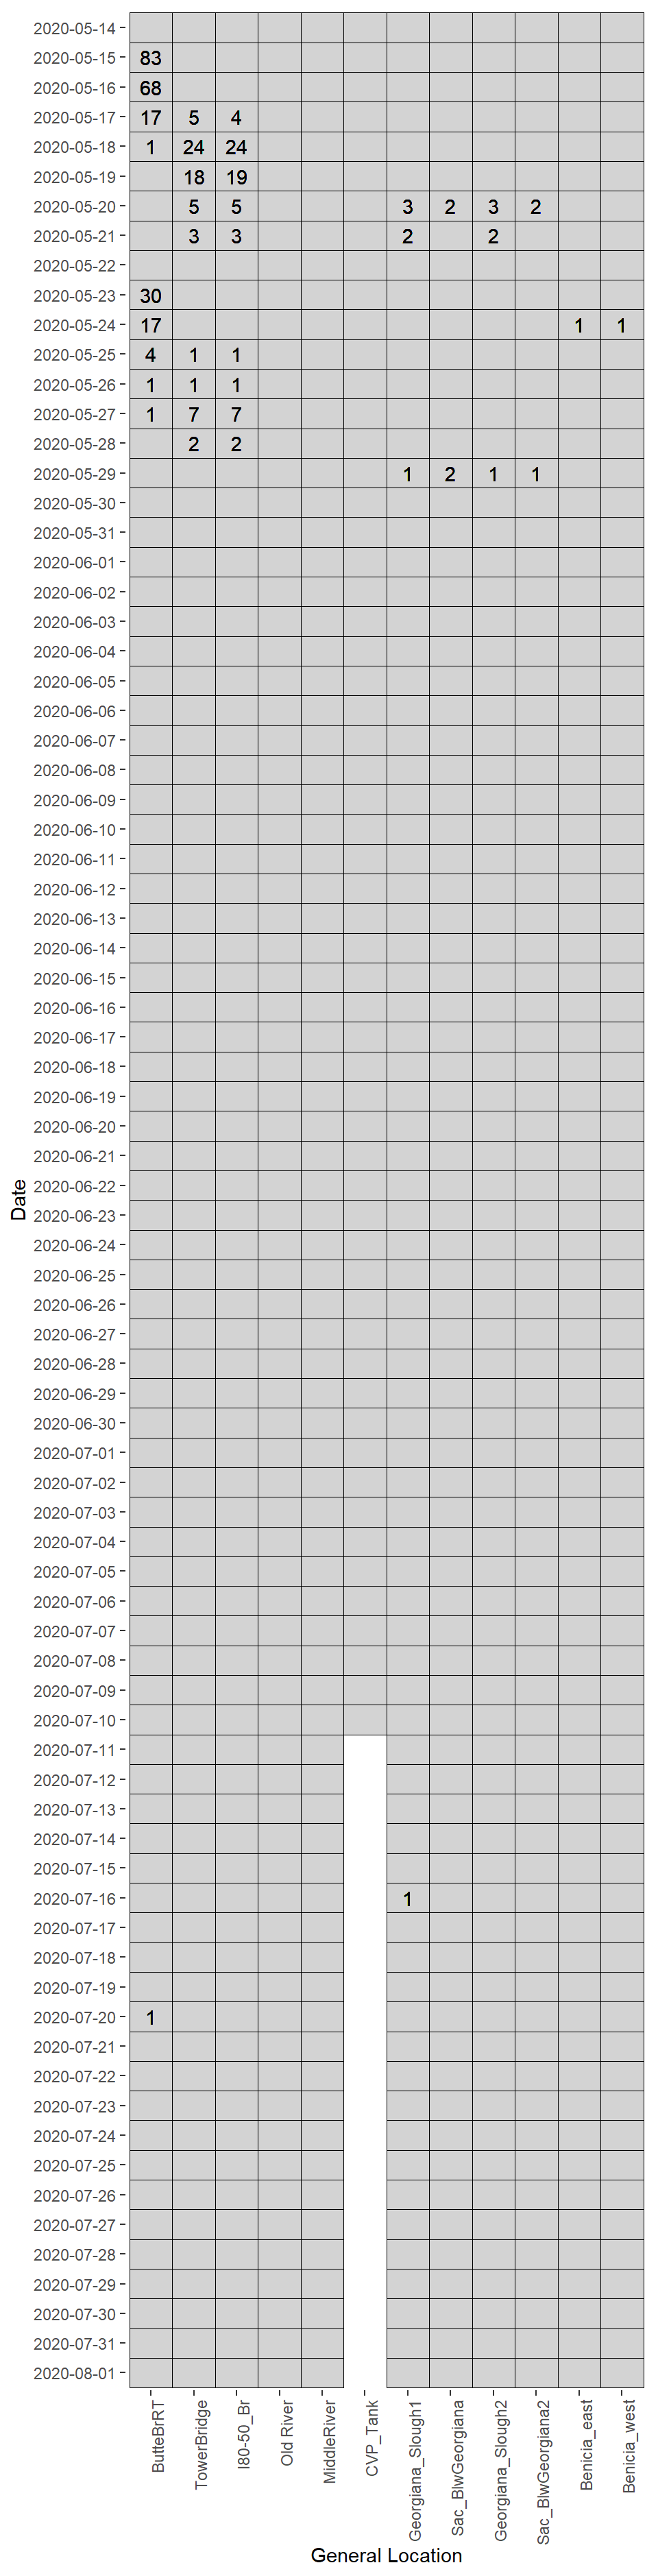 2020-05-14
2020-05-15 83
2020-05-16 68
2020-05-17 17 5 4
2020-05-18 1 24 24
2020-05-19 18 19
2020-05-20 5 5 3 2 3 2
2020-05-21 3 3 2 2
2020-05-22
2020-05-23 30
2020-05-24 17 1 1
2020-05-25 4 1 1
2020-05-26 1 1 1
2020-05-27 1 7 7
2020-05-28 2 2
2020-05-29 1 2 1 1
2020-05-30
2020-05-31
2020-06-01
2020-06-02
2020-06-03
2020-06-04
2020-06-05
2020-06-06
2020-06-07
2020-06-08
2020-06-09
2020-06-10
2020-06-11
2020-06-12
2020-06-13
2020-06-14
2020-06-15
2020-06-16
2020-06-17
2020-06-18
2020-06-19
2020-06-20
2020-06-21
2020-06-22
2020-06-23
2020-06-24
2020-06-25
2020-06-26
2020-06-27
2020-06-28
2020-06-29
2020-06-30
2020-07-01
2020-07-02
2020-07-03
2020-07-04
2020-07-05
2020-07-06
2020-07-07
2020-07-08
2020-07-09
2020-07-10
2020-07-11
2020-07-12
2020-07-13
2020-07-14
2020-07-15
2020-07-16 1
2020-07-17
2020-07-18
2020-07-19
2020-07-20 1
2020-07-21
2020-07-22
2020-07-23
2020-07-24
2020-07-25
2020-07-26
2020-07-27
2020-07-28
2020-07-29
2020-07-30
2020-07-31
2020-08-01
Date
ButteBrRT
TowerBridge
I80-50_Br
Old River
MiddleRiver
CVP_Tank
Georgiana_Slough1
Sac_BlwGeorgiana
Georgiana_Slough2
Sac_BlwGeorgiana2
Benicia_east
Benicia_west
General Location